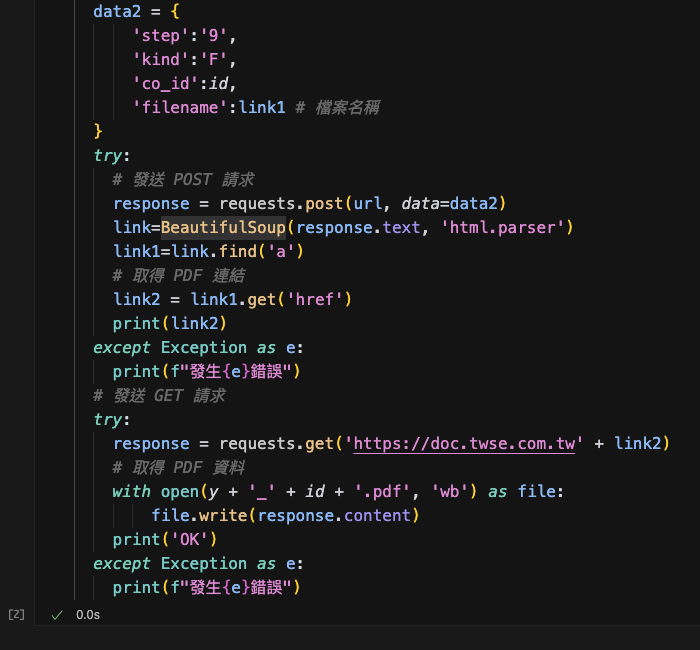 data2 = {
'step':'9',
'kind':'F',
'co_id':id,
'filename':link1 # 檔案名稱
}
try:
# 發送 POST 請求
response = requests.post(url, data=data2)
link=BeautifulSoup(response.text, 'html.parser')
link1=link.find('a')
# 取得 PDF 連結
link2 = link1.get('href')
print(link2)
except Exception as e:
print(f"發生{e}錯誤")
# 發送 GET 請求
try:
response = requests.get('https://doc.twse.com.tw' + link2)
# 取得 PDF 資料
with open(y + '_' + id + '.pdf', 'wb') as file:
file.write(response.content)
print('OK')
except Exception as e:
print(f"發生{e}錯誤")
[2] ✓ 0.0s